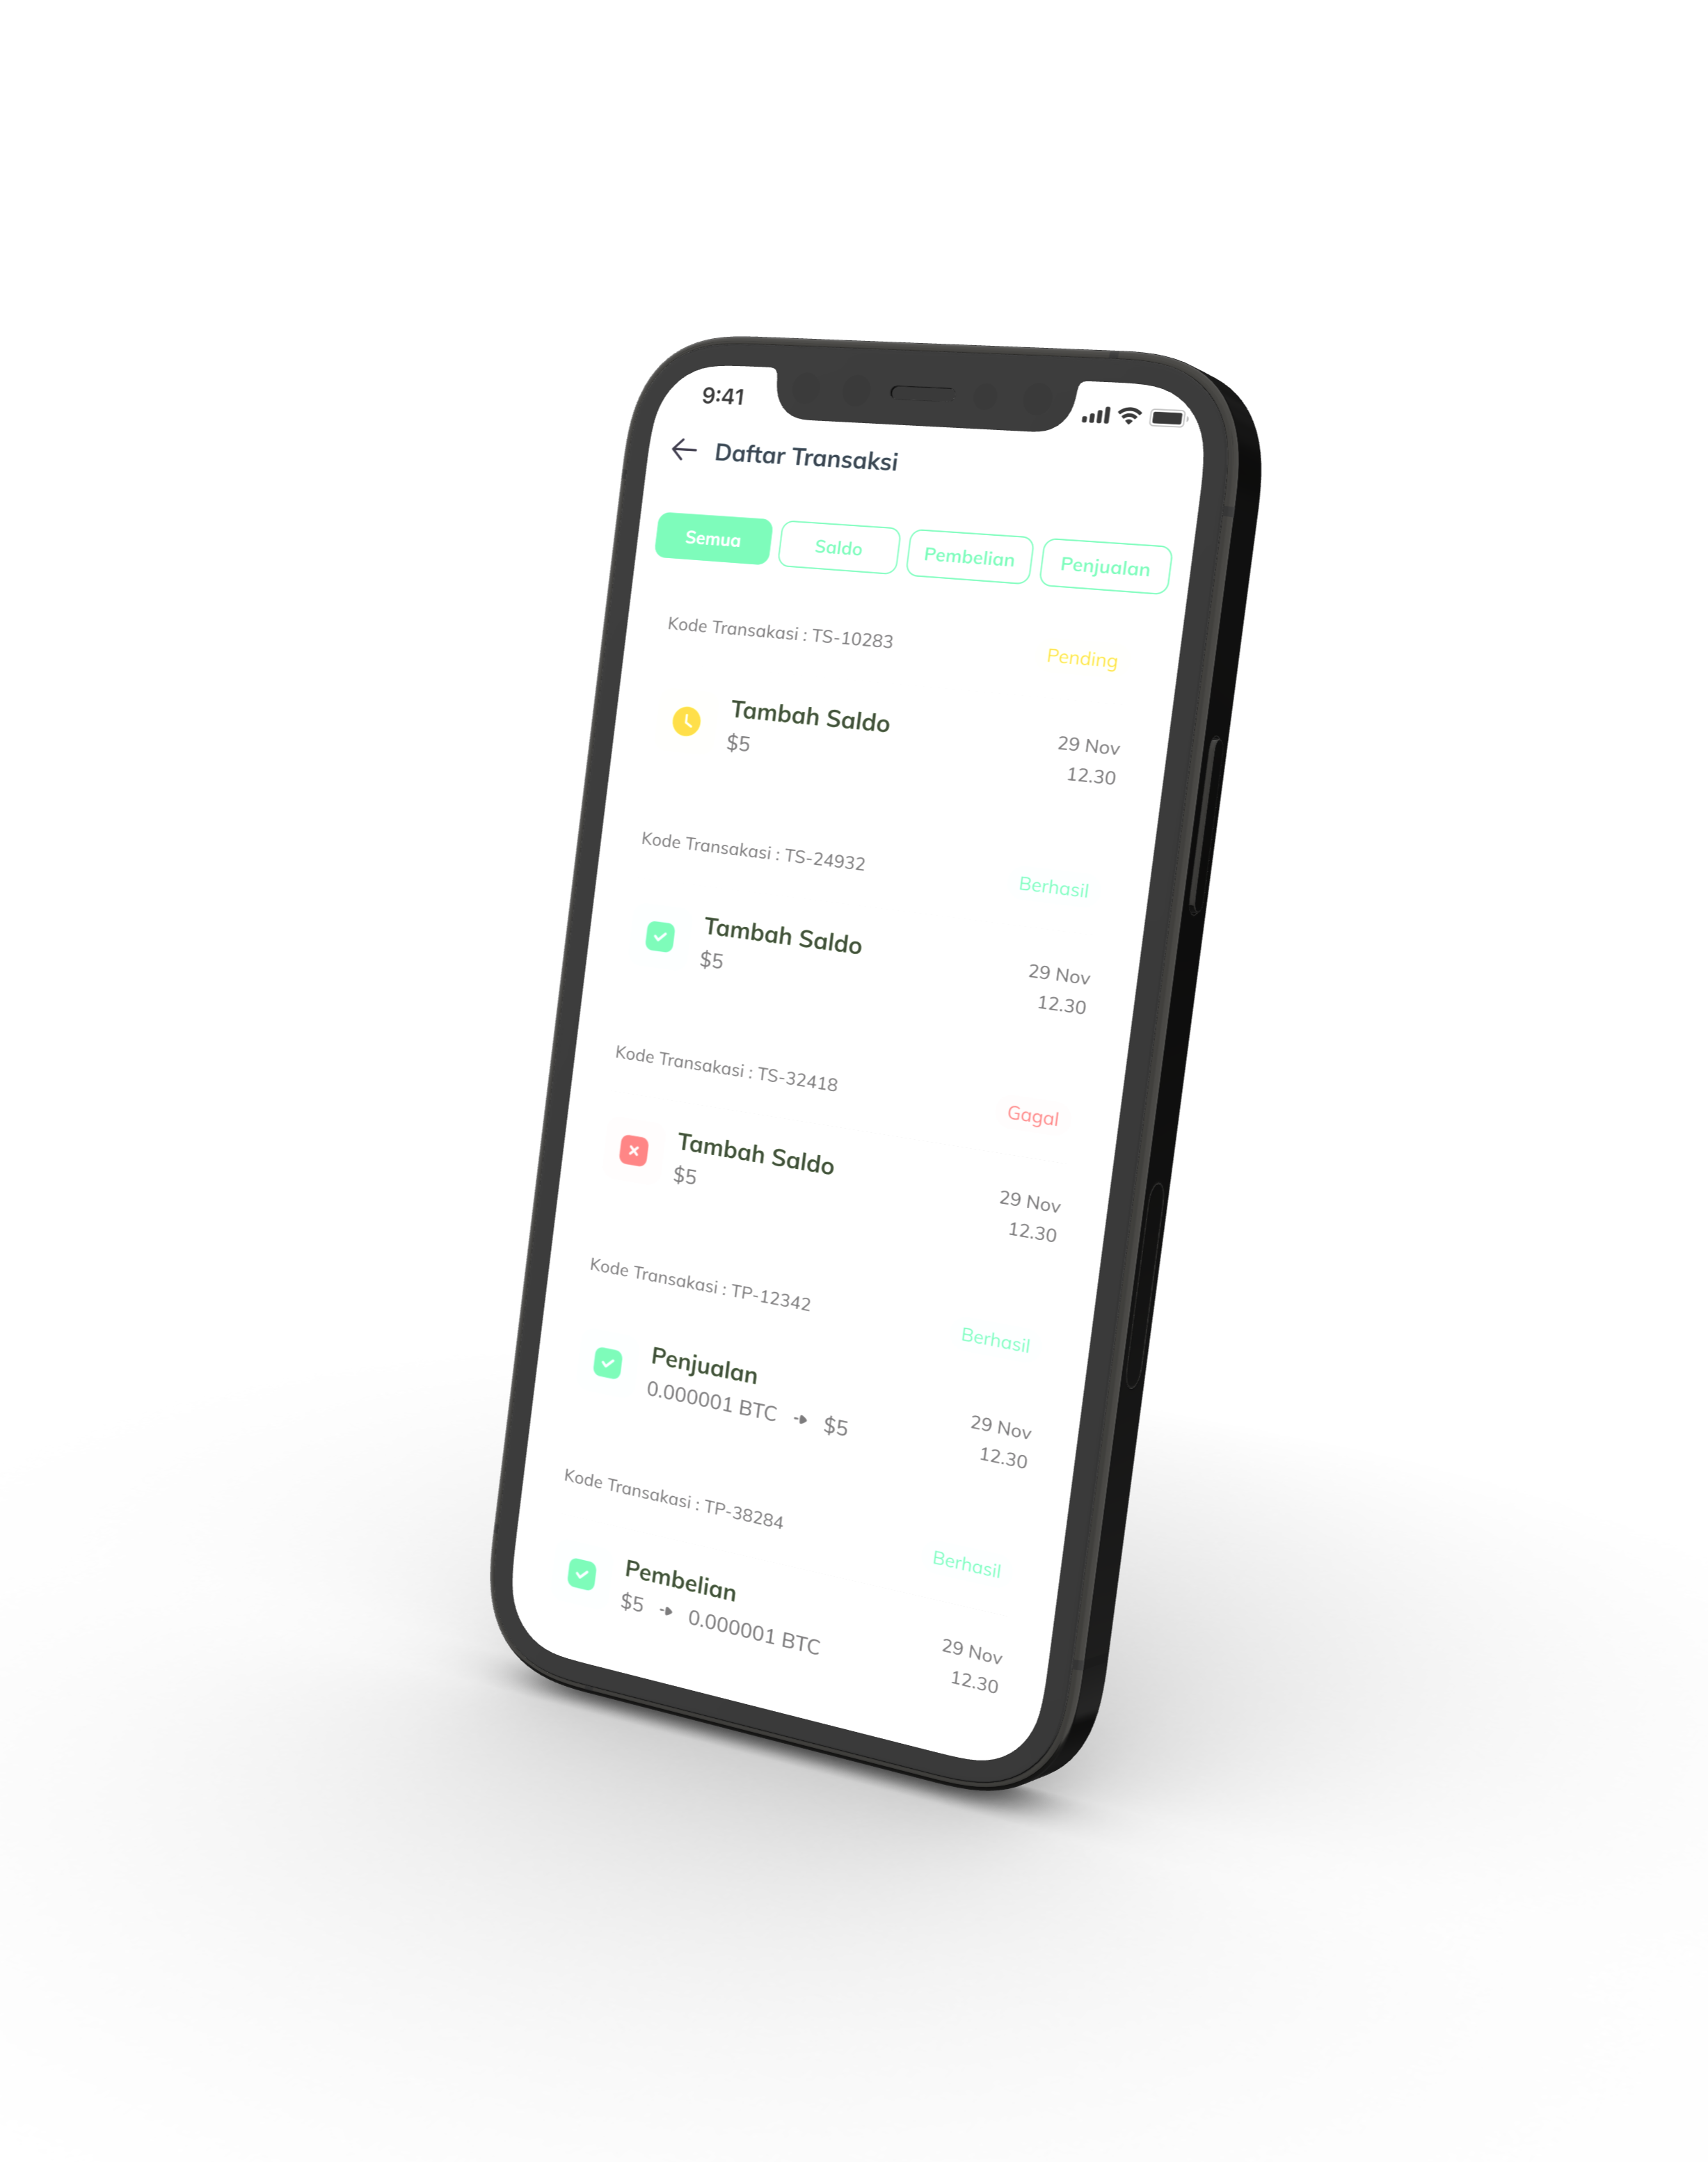 9:41
Daftar Transaksi
Semua Saldo Pembelian Penjualan
Kode Transakasi : TS-10283
Pending
Tambah Saldo
$5
29 Nov
12.30
Kode Transakasi : TS-24932
Berhasil
Tambah Saldo
$5
29 Nov
12.30
Kode Transakasi : TS-32418
Gagal
Tambah Saldo
$5
29 Nov
12.30
Kode Transakasi : TP-12342
Berhasil
Penjualan
0.000001 BTC → $5
29 Nov
12.30
Kode Transakasi : TP-38284
Berhasil
Pembelian
$5 → 0.000001 BTC
29 Nov
12.30